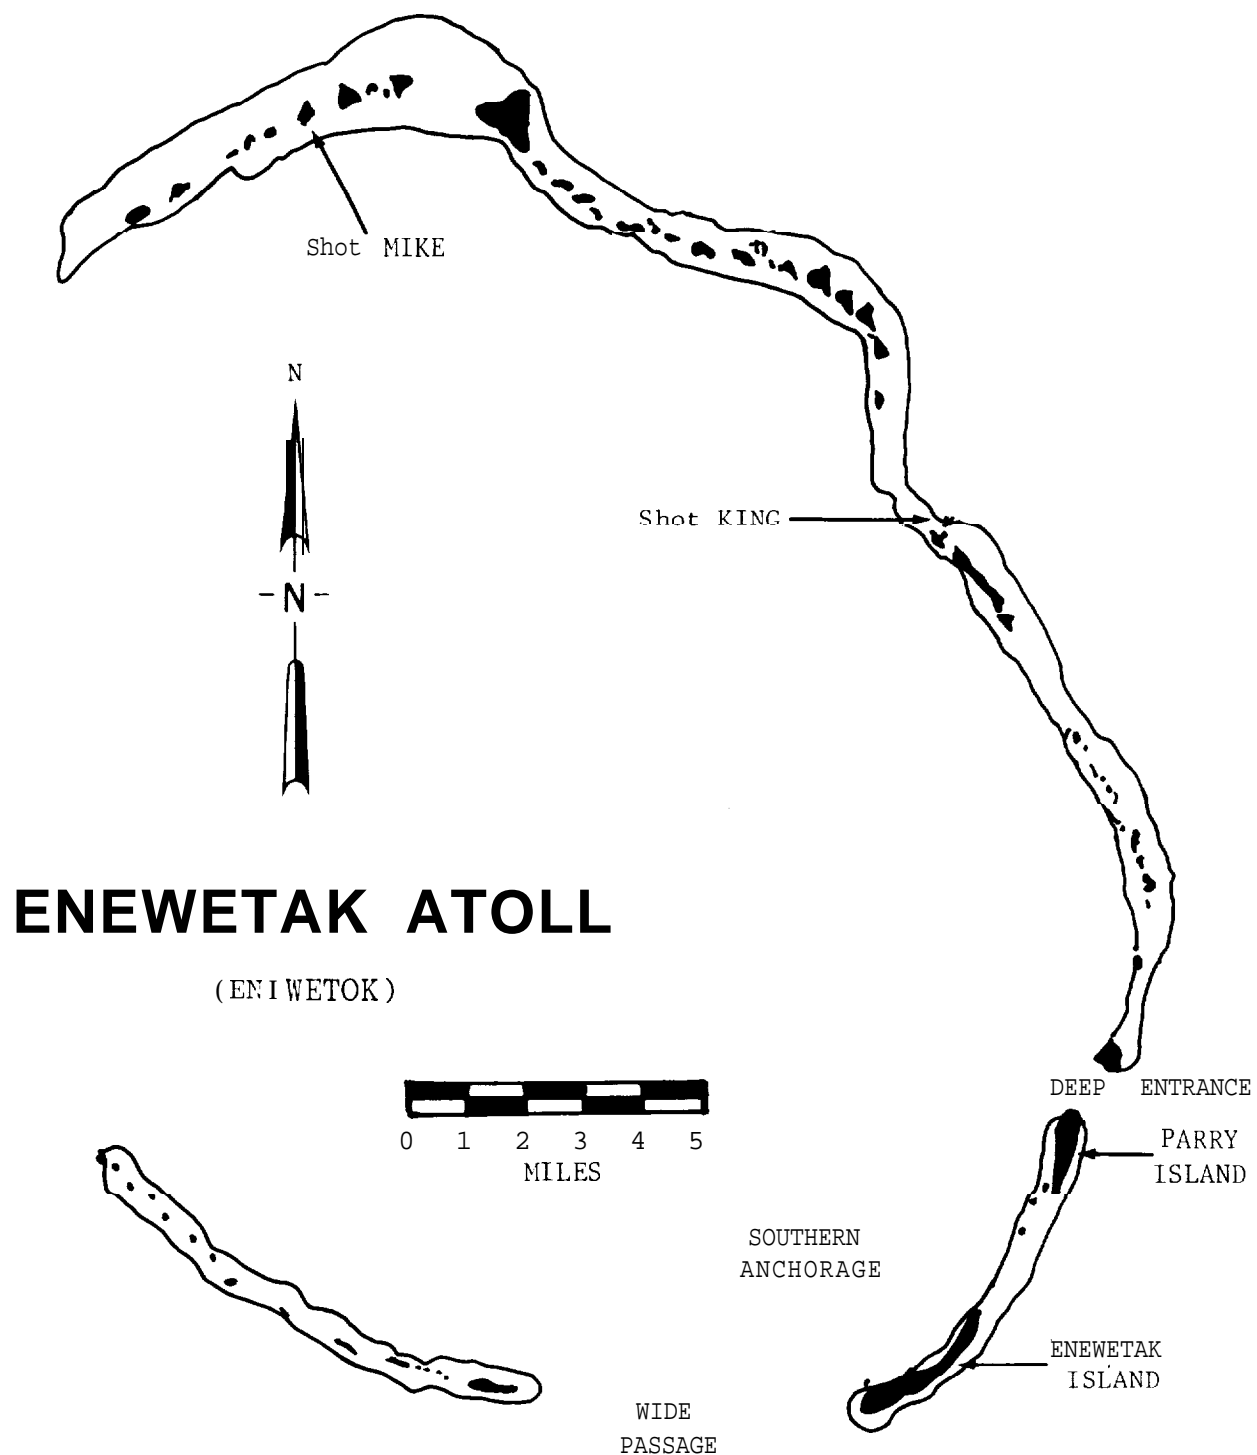 Shot MIKE
N
Shot KING
-N-
ENEWETAK ATOLL
(ENIWETOK)
0 1 2 3 4 5
MILES
DEEP ENTRANCE
PARRY
ISLAND
SOUTHERN
ANCHORAGE
ENEWETAK
ISLAND
WIDE
PASSAGE